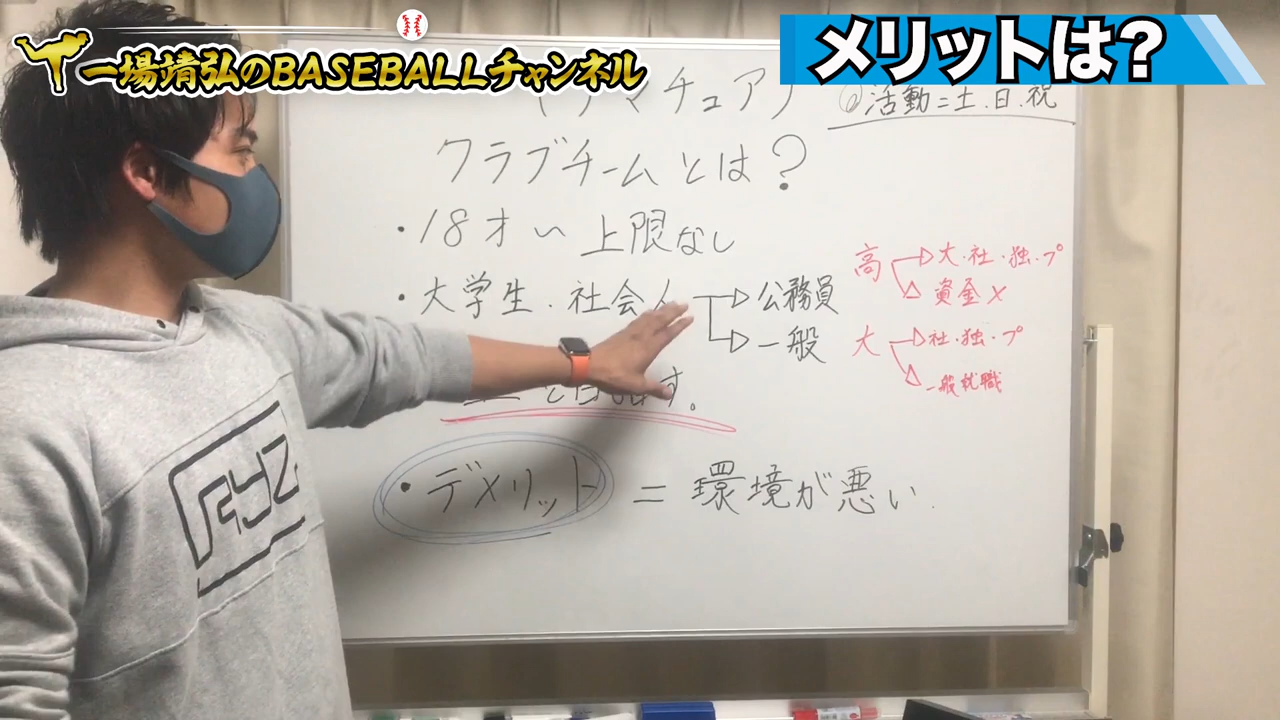 一場靖弘のBASEBALLチャンネル
メリットは?
(アマチュア)
⑥活動=土.日.祝
クラブチームとは?
・18才い上限なし
・大学生.社会人
公務員
一般
高 大・社・独・プ
資金×
大 社・独・プ
一般就職
す。
・デメリット = 環境が悪い.
RYZ